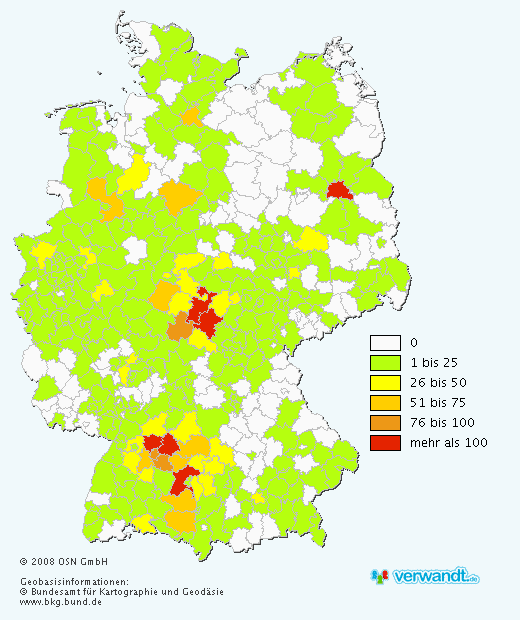 0
1 bis 25
26 bis 50
51 bis 75
76 bis 100
mehr als 100
© 2008 OSN GmbH
Geobasisinformationen:
© Bundesamt für Kartographie und Geodäsie
www.bkg.bund.de
verwandt.de